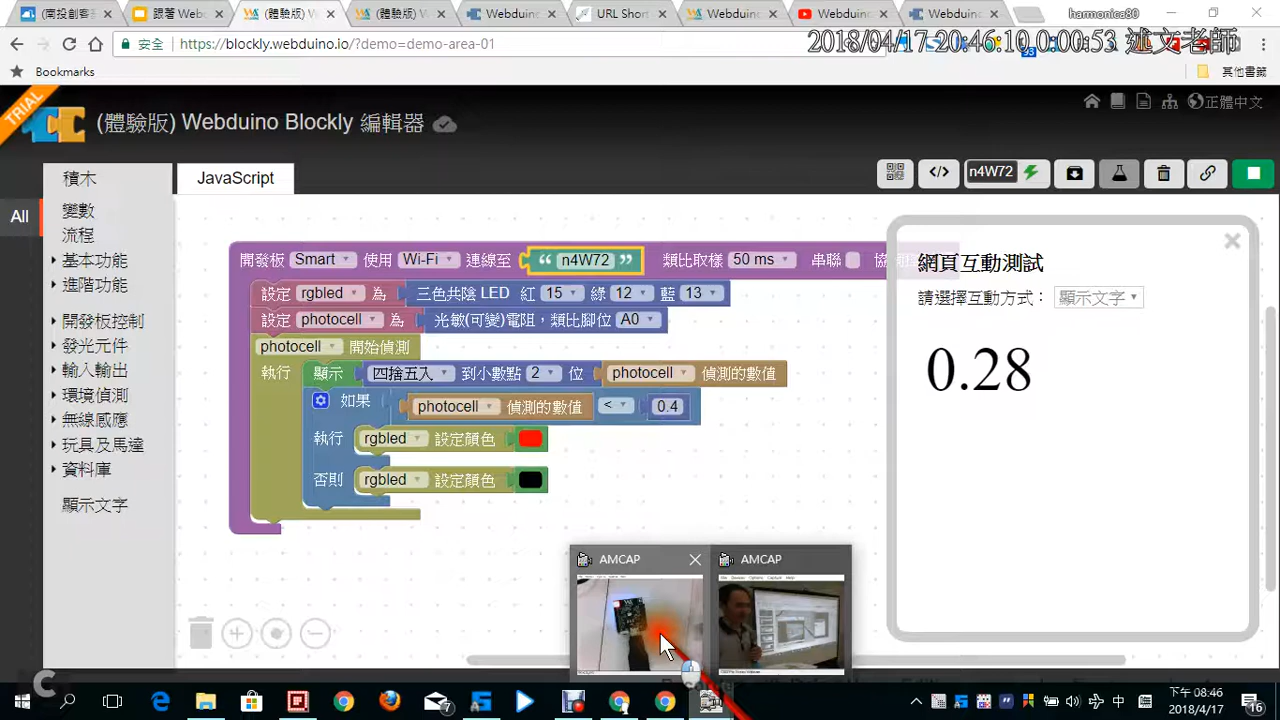 (南投創客
跟著 Webd
(體驗版) W
(體驗版) W
Webduin
URL Short
Webduin
Webduin
Webduin
harmonica80
安全
https://blockly.webduino.io/?demo=demo-area-01
2018/04/17 20:46:10 0:00:53 述文老師
93
Bookmarks
其他書籤
TRIAL
(體驗版) Webduino Blockly 編輯器
正體中文
積木
JavaScript
n4W72
All
變數
流程
基本功能
進階功能
開發板控制
發光元件
輸入輸出
環境偵測
無線感應
玩具及馬達
資料庫
顯示文字
開發板 Smart 使用 Wi-Fi 連線至 “ n4W72 ” 類比取樣 50 ms 串聯
設定 rgbled 為 三色共陰 LED 紅 15 綠 12 藍 13
設定 photocell 為 光敏(可變)電阻，類比腳位 A0
photocell 開始偵測
執行 顯示 四捨五入 到小數點 2 位 photocell 偵測的數值
如果 photocell 偵測的數值 < 0.4
執行 rgbled 設定顏色
否則 rgbled 設定顏色
網頁互動測試
請選擇互動方式： 顯示文字
0.28
AMCAP
AMCAP
7
中
下午 08:46
2018/4/17
16